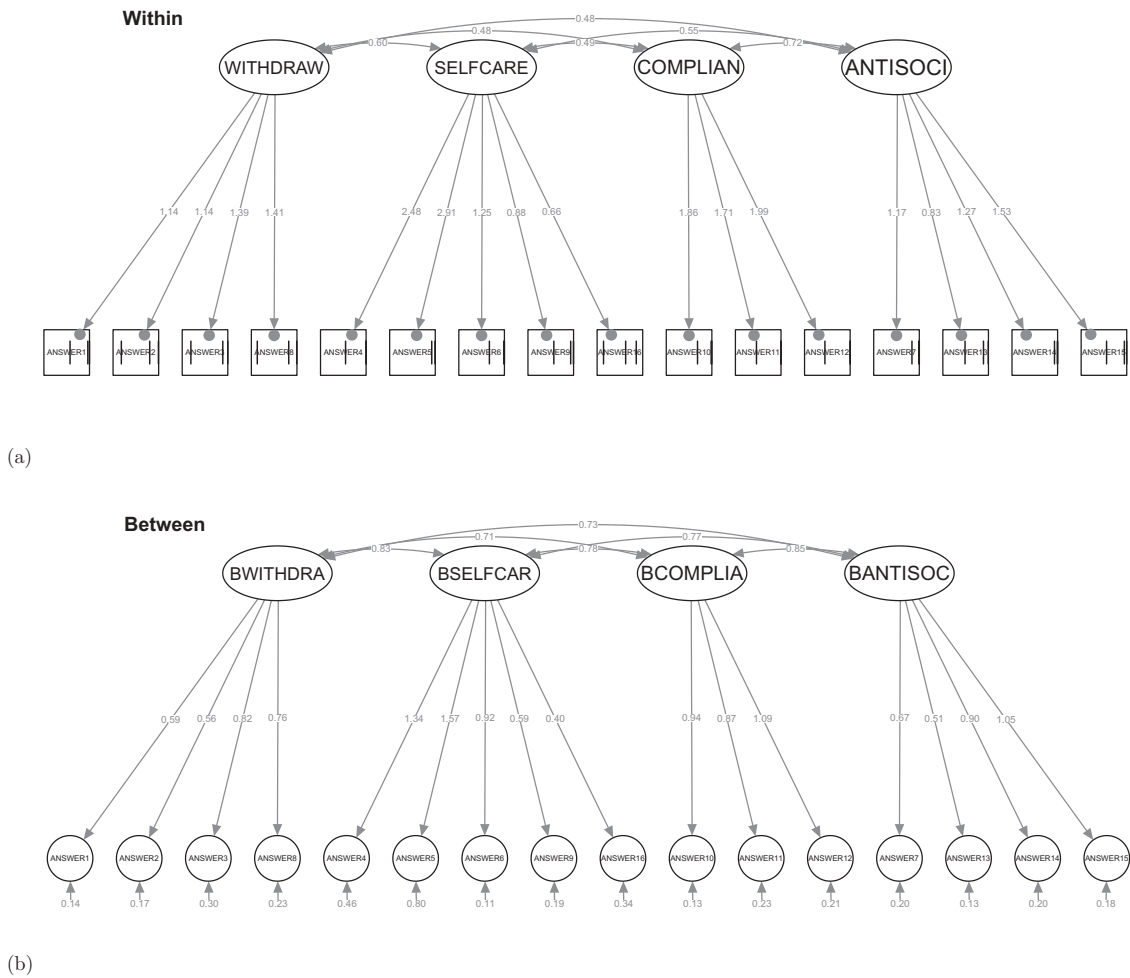 Within
0.48
0.48 0.55
0.60 0.49 0.72
WITHDRAW SELFCARE COMPLIAN ANTISOCI
1.14 1.14 1.39 1.41 2.48 2.91 1.25 0.88 0.66 1.86 1.71 1.99 1.17 0.83 1.27 1.53
ANSWER1 ANSWER2 ANSWER3 ANSWER8 ANSWER4 ANSWER5 ANSWER6 ANSWER9 ANSWER16 ANSWER10 ANSWER11 ANSWER12 ANSWER7 ANSWER13 ANSWER14 ANSWER15
(a)
Between
0.73
0.71 0.77
0.83 0.78 0.85
BWITHDRA BSELFCAR BCOMPLIA BANTISOC
0.59 0.56 0.82 0.76 1.34 1.57 0.92 0.59 0.40 0.94 0.87 1.09 0.67 0.51 0.90 1.05
ANSWER1 ANSWER2 ANSWER3 ANSWER8 ANSWER4 ANSWER5 ANSWER6 ANSWER9 ANSWER16 ANSWER10 ANSWER11 ANSWER12 ANSWER7 ANSWER13 ANSWER14 ANSWER15
0.14 0.17 0.30 0.23 0.46 0.80 0.11 0.19 0.34 0.13 0.23 0.21 0.20 0.13 0.20 0.18
(b)